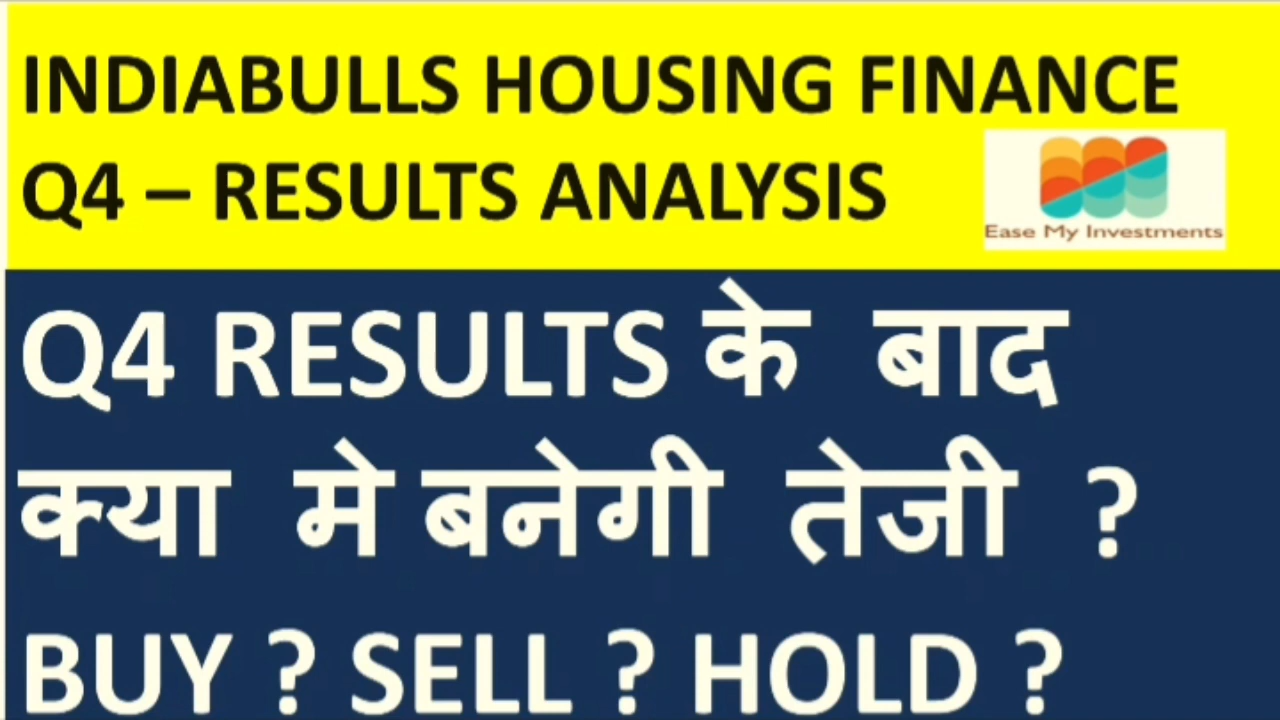 INDIABULLS HOUSING FINANCE
Q4 – RESULTS ANALYSIS
Ease My Investments
Q4 RESULTS के बाद
क्या मे बनेगी तेजी ?
BUY ? SELL ? HOLD ?